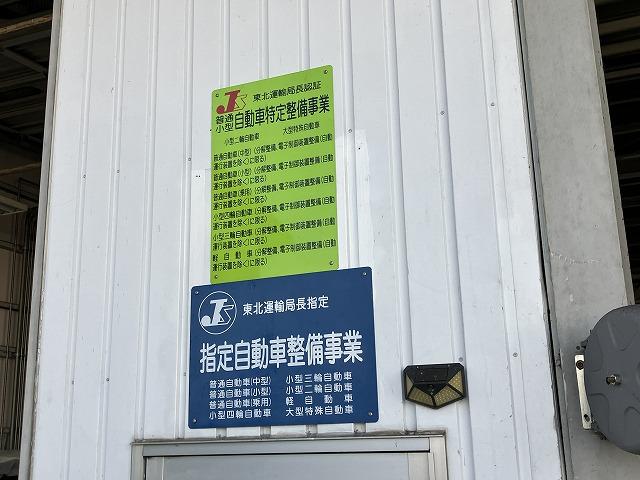 JS
東北運輸局長認証
普通
小型 自動車特定整備事業
小型二輪自動車 大型特殊自動車
普通自動車(中型)(分解整備、電子制御装置整備(自動
運行装置を除く)に限る)
普通自動車(小型)(分解整備、電子制御装置整備(自動
運行装置を除く)に限る)
普通自動車(乗用)(分解整備、電子制御装置整備(自動
運行装置を除く)に限る)
小型四輪自動車(分解整備、電子制御装置整備(自動
運行装置を除く)に限る)
小型三輪自動車(分解整備、電子制御装置整備(自動
運行装置を除く)に限る)
軽自動車(分解整備、電子制御装置整備(自動
運行装置を除く)に限る)
JS
東北運輸局長指定
指定自動車整備事業
普通自動車(中型) 小型三輪自動車
普通自動車(小型) 小型二輪自動車
普通自動車(乗用) 軽自動車
小型四輪自動車 大型特殊自動車